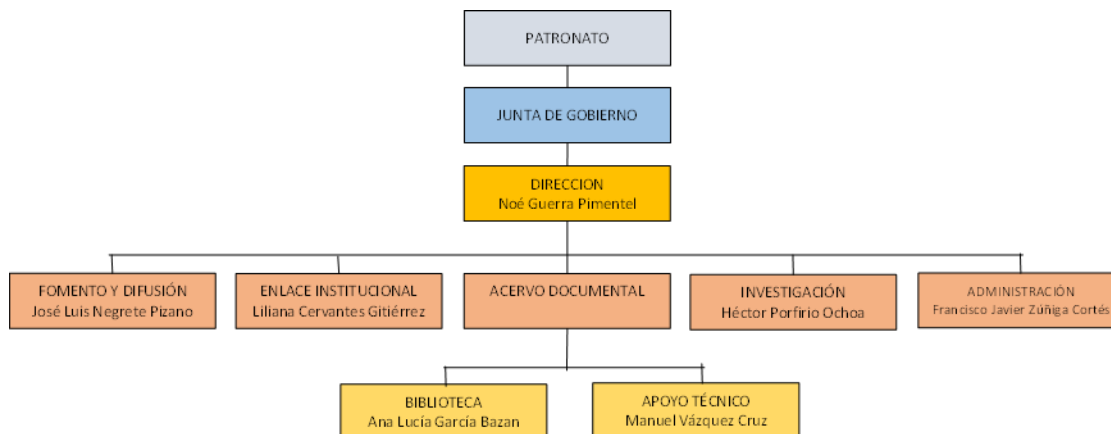 PATRONATO
JUNTA DE GOBIERNO
DIRECCION
Noé Guerra Pimentel
FOMENTO Y DIFUSIÓN
José Luis Negrete Pizano
ENLACE INSTITUCIONAL
Liliana Cervantes Gitiérrez
ACERVO DOCUMENTAL
INVESTIGACIÓN
Héctor Porfirio Ochoa
ADMINISTRACIÓN
Francisco Javier Zúñiga Cortés
BIBLIOTECA
Ana Lucía García Bazan
APOYO TÉCNICO
Manuel Vázquez Cruz